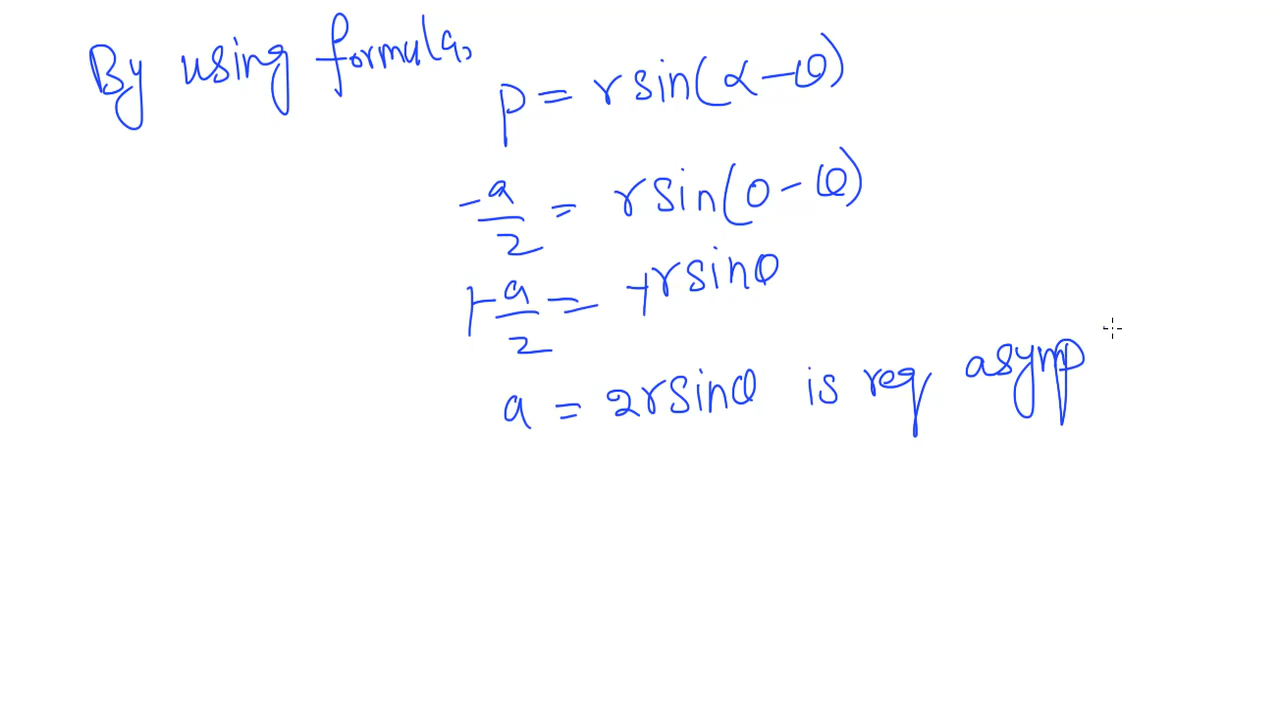 By using formula,
p = r sin(α - θ)
-a/2 = r sin(0 - θ)
+a/2 = +r sinθ
a = 2r sinθ is req asymp